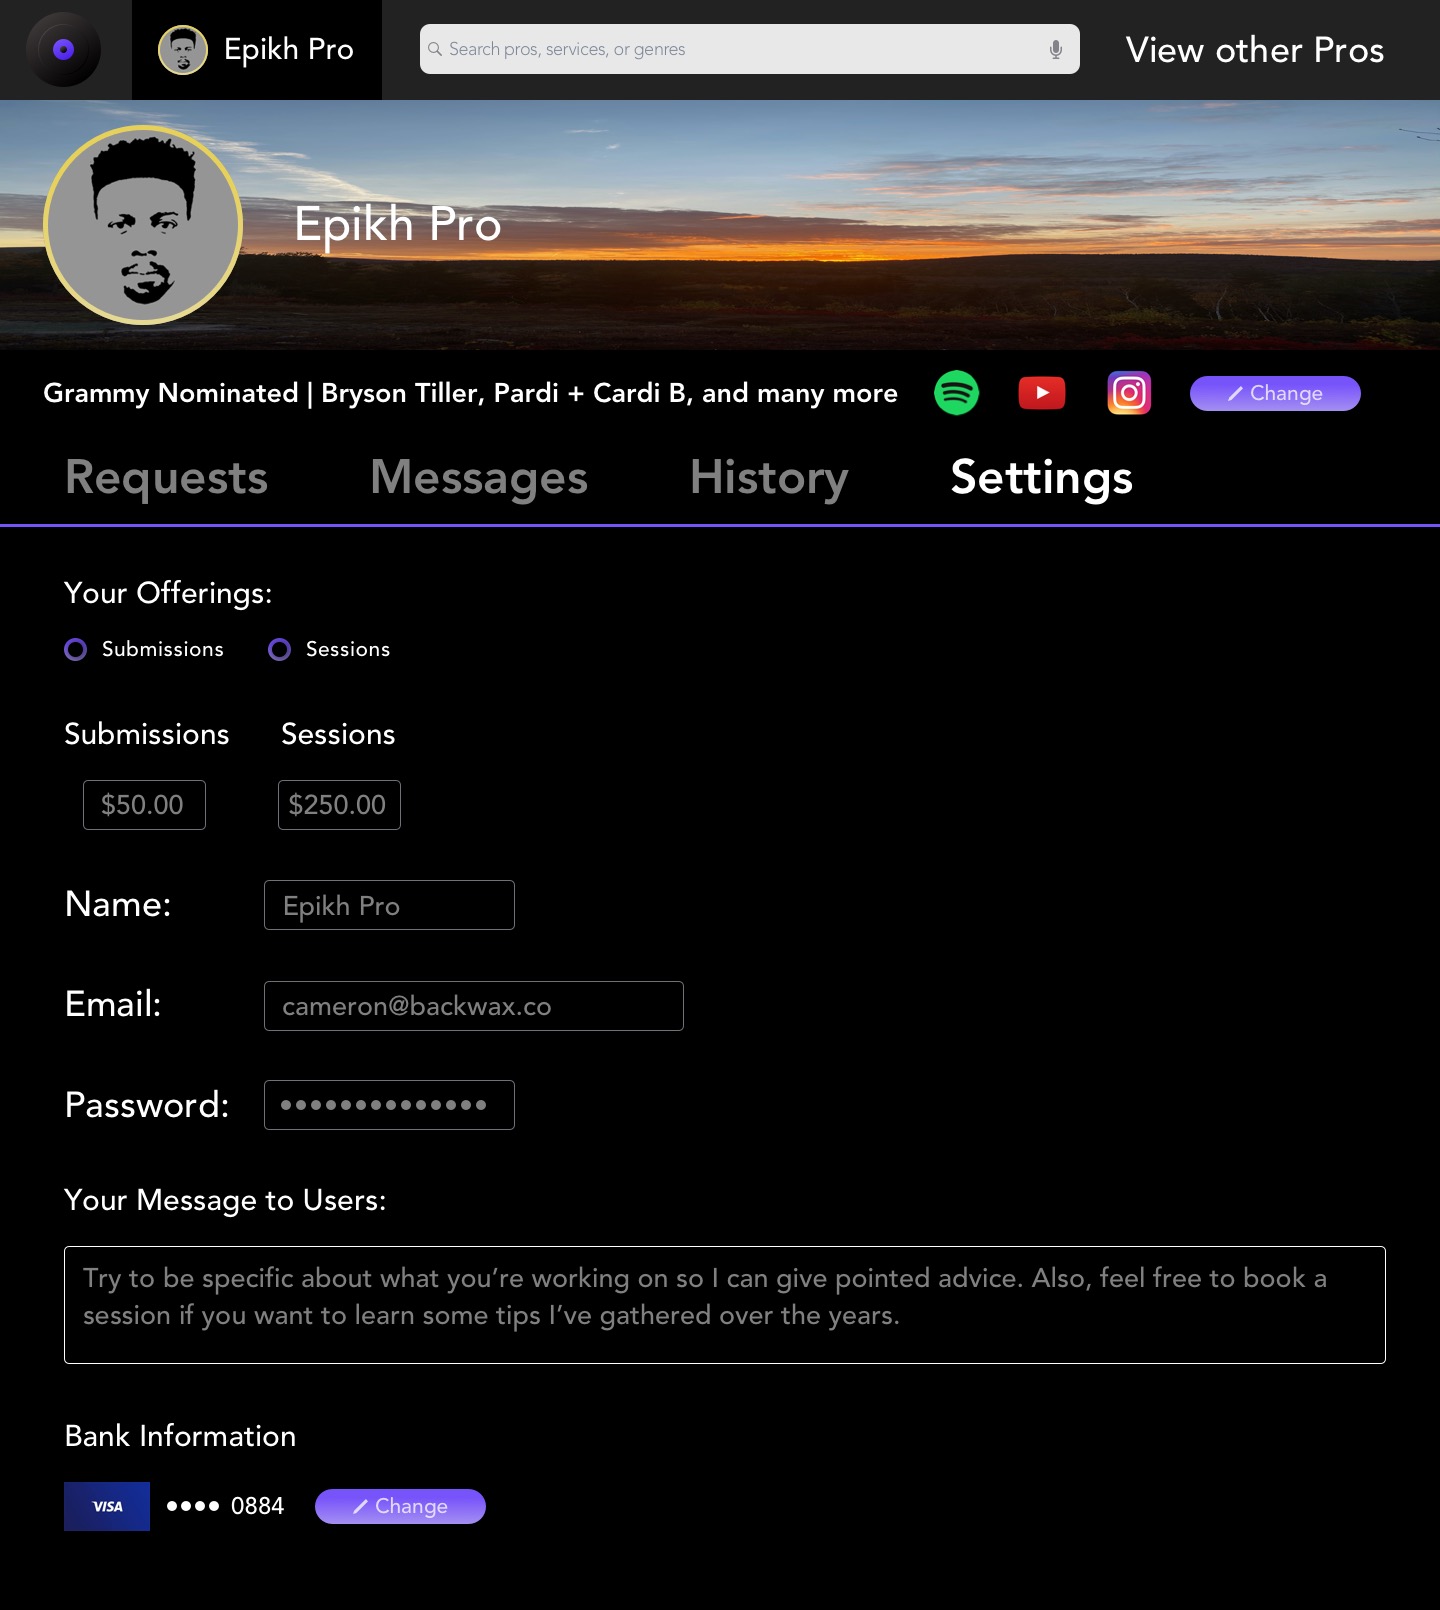 Epikh Pro
Search pros, services, or genres
View other Pros
Epikh Pro
Grammy Nominated | Bryson Tiller, Pardi + Cardi B, and many more
Change
Requests Messages History Settings
Your Offerings:
Submissions Sessions
Submissions Sessions
$50.00 $250.00
Name: Epikh Pro
Email: cameron@backwax.co
Password: ••••••••••••••
Your Message to Users:
Try to be specific about what you’re working on so I can give pointed advice. Also, feel free to book a
session if you want to learn some tips I’ve gathered over the years.
Bank Information
VISA •••• 0884 Change